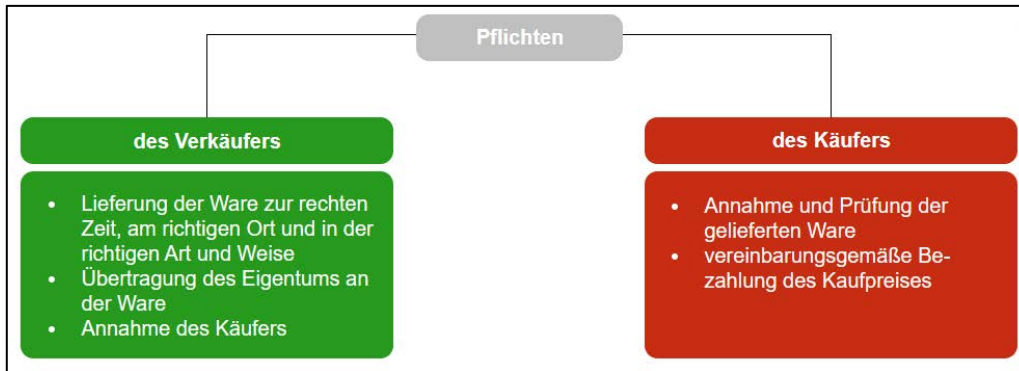 Pflichten
des Verkäufers
• Lieferung der Ware zur rechten
Zeit, am richtigen Ort und in der
richtigen Art und Weise
• Übertragung des Eigentums an
der Ware
• Annahme des Käufers
des Käufers
• Annahme und Prüfung der
gelieferten Ware
• vereinbarungsgemäße Be-
zahlung des Kaufpreises